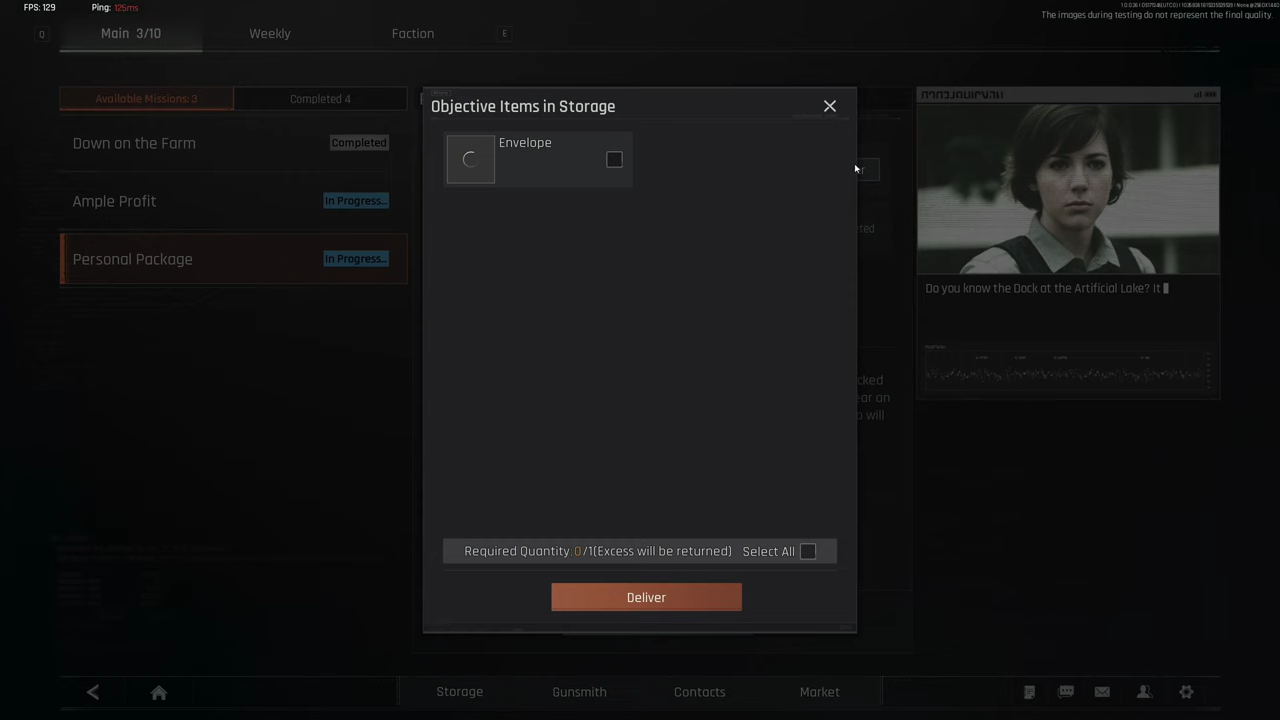 FPS: 129
Ping: 125ms
The images during testing do not represent the final quality.
Q
Main 3/10
Weekly
Faction
E
Available Missions: 3
Completed 4
Down on the Farm
Completed
Ample Profit
In Progress..
Personal Package
In Progress..
Objective Items in Storage
Envelope
Required Quantity: 0/1(Excess will be returned)
Select All
Deliver
Do you know the Dock at the Artificial Lake? It
Storage
Gunsmith
Contacts
Market